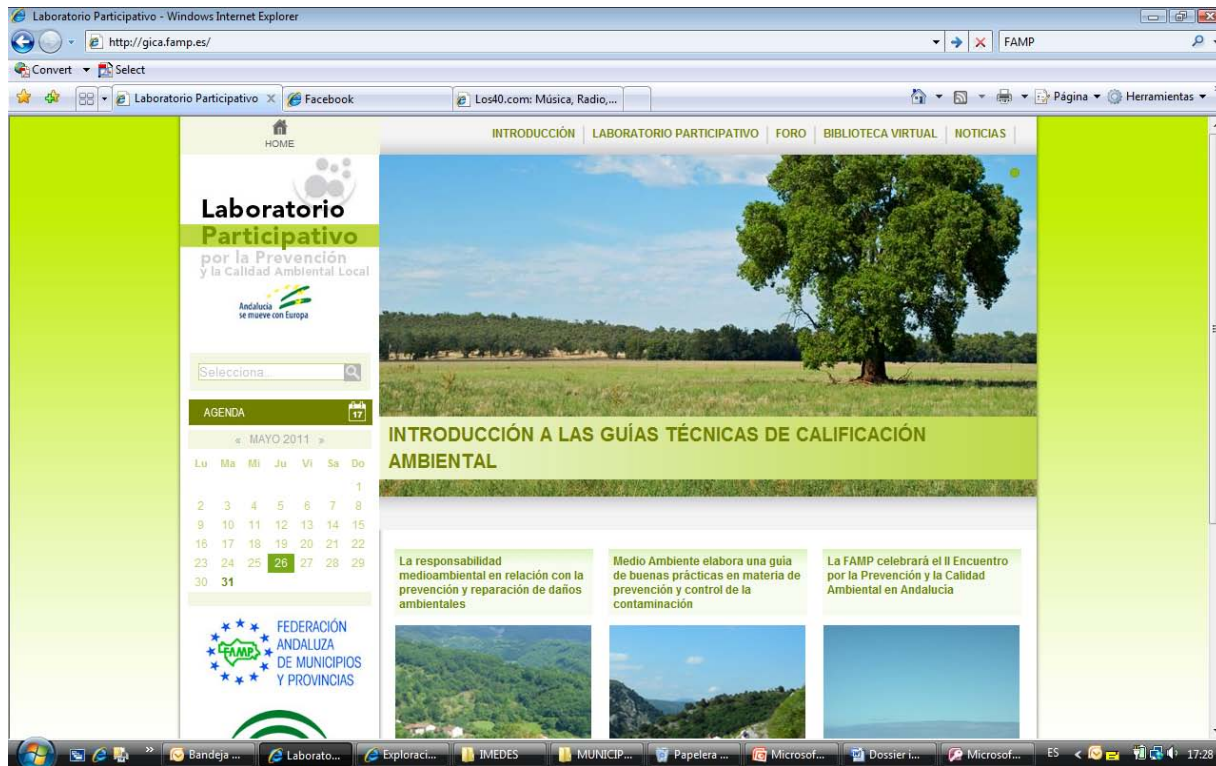 Laboratorio Participativo - Windows Internet Explorer
http://gica.famp.es/
FAMP
Convert
Select
Laboratorio Participativo
Facebook
Los40.com: Música, Radio,...
Página
Herramientas
HOME
INTRODUCCIÓN
LABORATORIO PARTICIPATIVO
FORO
BIBLIOTECA VIRTUAL
NOTICIAS
Laboratorio
Participativo
por la Prevención
y la Calidad Ambiental Local
Andalucía
se mueve con Europa
Selecciona..
AGENDA
17
« MAYO 2011 »
Lu Ma Mi Ju Vi Sa Do
1
2 3 4 5 6 7 8
9 10 11 12 13 14 15
16 17 18 19 20 21 22
23 24 25 26 27 28 29
30 31
FAMP
FEDERACIÓN
ANDALUZA
DE MUNICIPIOS
Y PROVINCIAS
INTRODUCCIÓN A LAS GUÍAS TÉCNICAS DE CALIFICACIÓN
AMBIENTAL
La responsabilidad
medioambiental en relación con la
prevención y reparación de daños
ambientales
Medio Ambiente elabora una guía
de buenas prácticas en materia de
prevención y control de la
contaminación
La FAMP celebrará el II Encuentro
por la Prevención y la Calidad
Ambiental en Andalucía
Bandeja ...
Laborato...
Exploraci...
IMEDES
MUNICIP...
Papelera ...
Microsof...
Dossier i...
Microsof...
ES
17:28